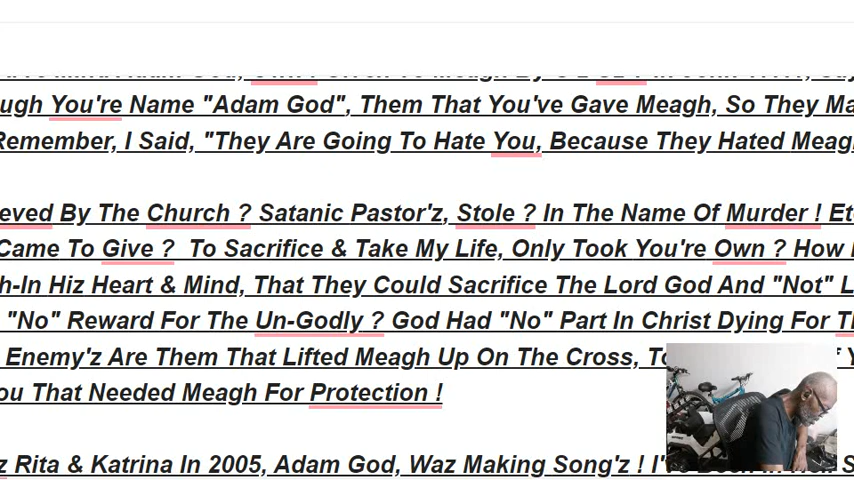 ugh You're Name "Adam God", Them That You've Gave Meagh, So They Ma
Remember, I Said, "They Are Going To Hate You, Because They Hated Meagh
eved By The Church ? Satanic Pastor'z, Stole ? In The Name Of Murder ! Et
Came To Give ?  To Sacrifice & Take My Life, Only Took You're Own ? How
h-In Hiz Heart & Mind, That They Could Sacrifice The Lord God And "Not" L
"No" Reward For The Un-Godly ? God Had "No" Part In Christ Dying For
Enemy'z Are Them That Lifted Meagh Up On The Cross,
ou That Needed Meagh For Protection !
z Rita & Katrina In 2005, Adam God, Waz Making Song'z !